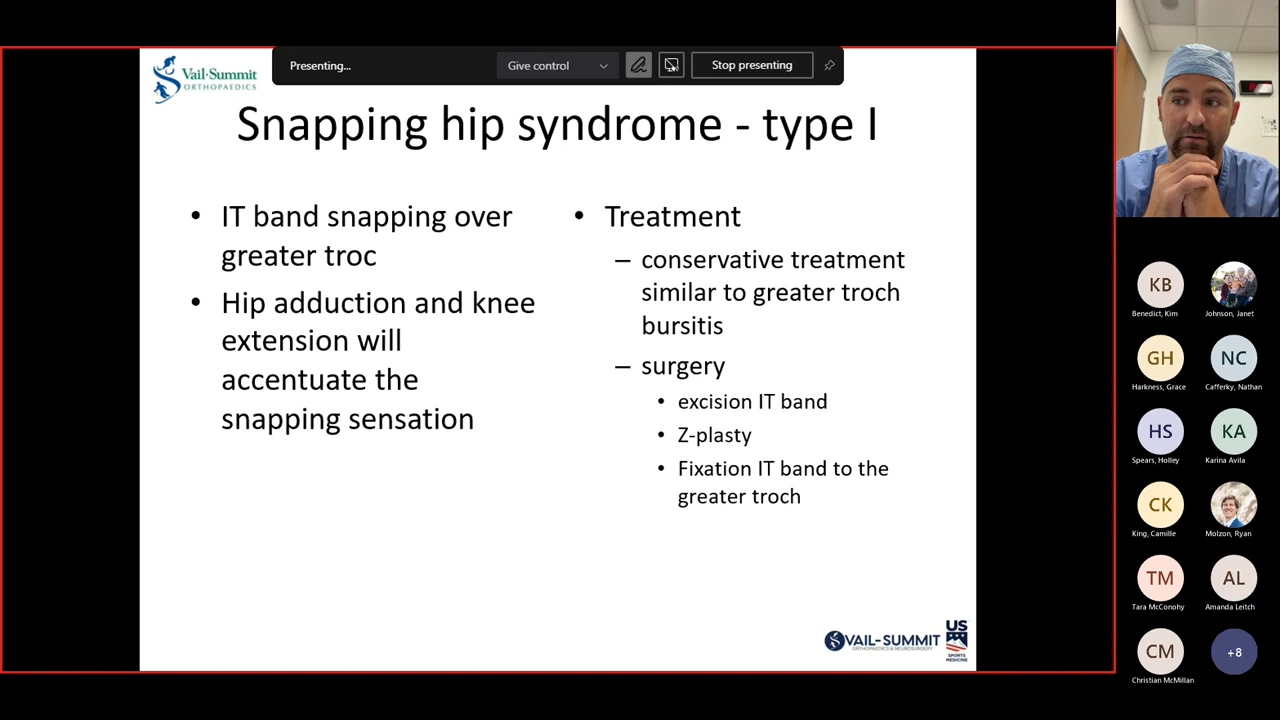 Vail·Summit
ORTHOPAEDICS
Presenting...
Give control
Stop presenting
Snapping hip syndrome - type I
• IT band snapping over
greater troc
• Hip adduction and knee
extension will
accentuate the
snapping sensation
• Treatment
– conservative treatment
similar to greater troch
bursitis
– surgery
• excision IT band
• Z-plasty
• Fixation IT band to the
greater troch
VAIL-SUMMIT
ORTHOPAEDICS & NEUROSURGERY
US
SPORTS
MEDICINE
KB
Benedict, Kim
Johnson, Janet
GH
Harkness, Grace
NC
Cafferky, Nathan
HS
Spears, Holley
KA
Karina Avila
CK
King, Camille
Molzon, Ryan
TM
Tara McConohy
AL
Amanda Leitch
CM
Christian McMillan
+8